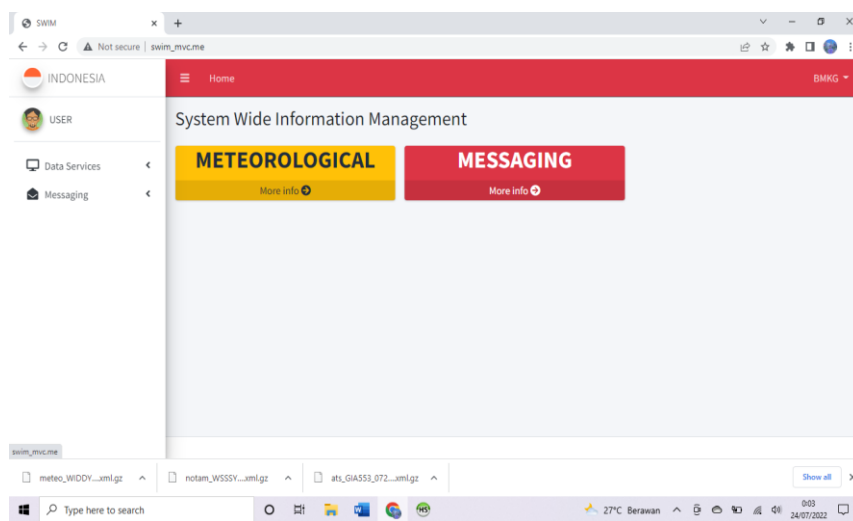 SWIM
Not secure | swim_mvc.me
INDONESIA
Home
BMKG
USER
System Wide Information Management
Data Services
Messaging
METEOROLOGICAL
More info
MESSAGING
More info
swim_mvc.me
meteo_WIDDY....xml.gz
notam_WSSSY....xml.gz
ats_GIA553_072....xml.gz
Show all
Type here to search
27°C Berawan
0:03
24/07/2022